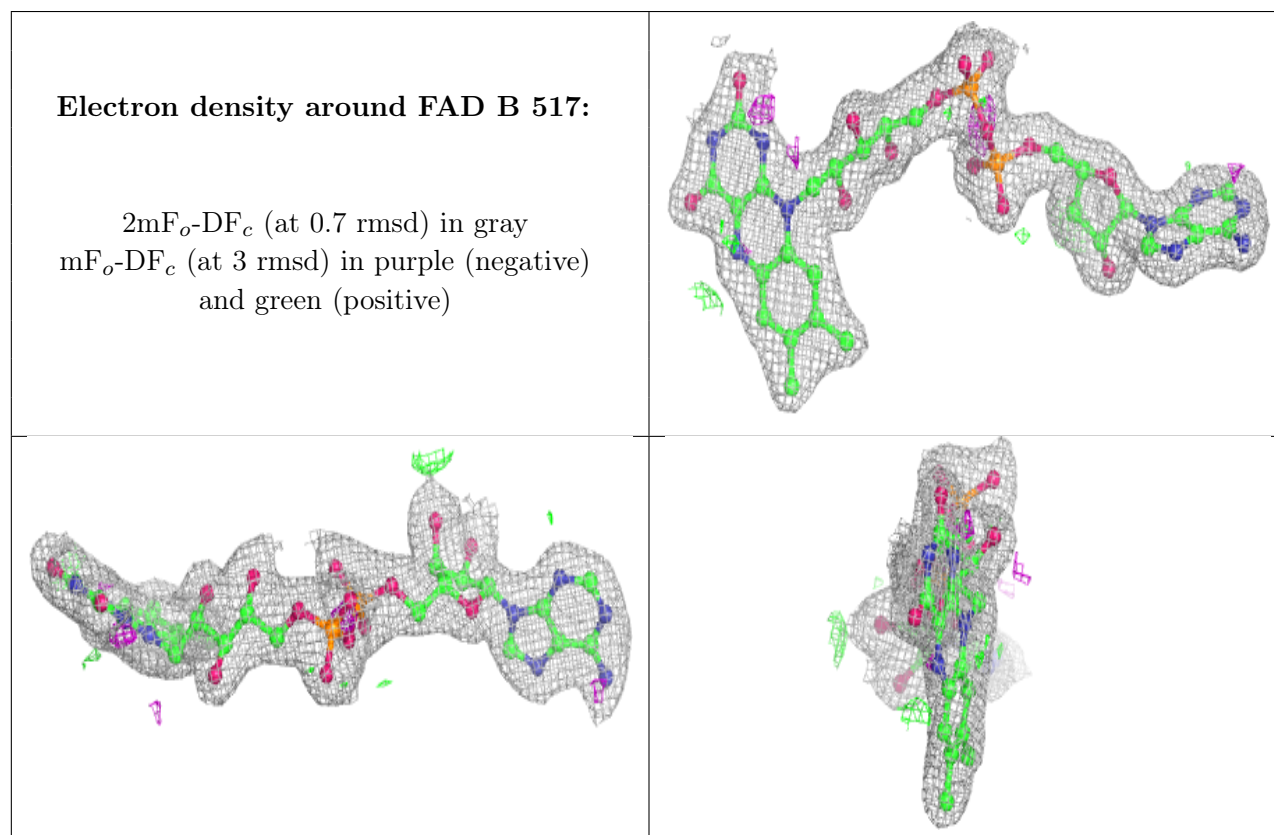 Electron density around FAD B 517:
2mFo-DFc (at 0.7 rmsd) in gray
mFo-DFc (at 3 rmsd) in purple (negative)
and green (positive)